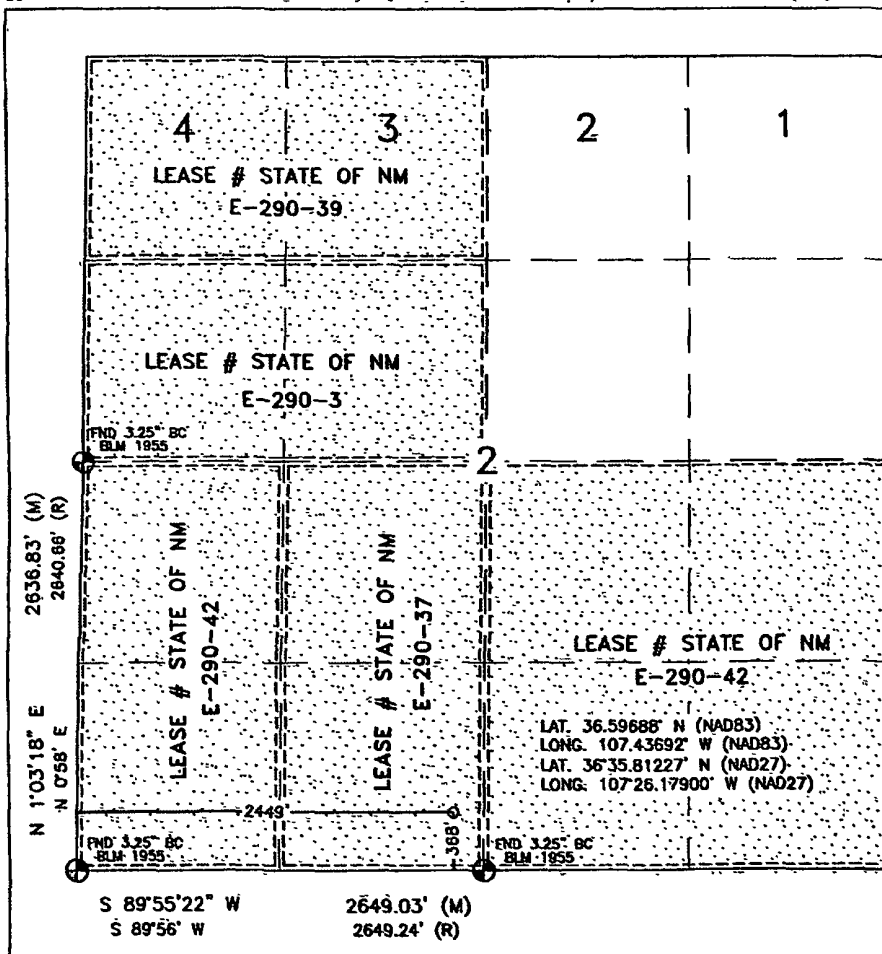 4
3
2
1
LEASE # STATE OF NM
E-290-39
LEASE # STATE OF NM
E-290-3
FND 3.25" BC
BLM 1955
2
2636.83' (M)
2640.66' (R)
N 1°03'18" E
N 0°58' E
LEASE # STATE OF NM
E-290-42
LEASE # STATE OF NM
E-290-37
LEASE # STATE OF NM
E-290-42
LAT. 36.59688° N (NAD83)
LONG. 107.43692° W (NAD83)
LAT. 36°35.81227' N (NAD27)
LONG. 107°26.17900' W (NAD27)
2449'
368'
FND 3.25" BC
BLM 1955
FND 3.25" BC
BLM 1955
S 89°55'22" W
S 89°56' W
2649.03' (M)
2649.24' (R)